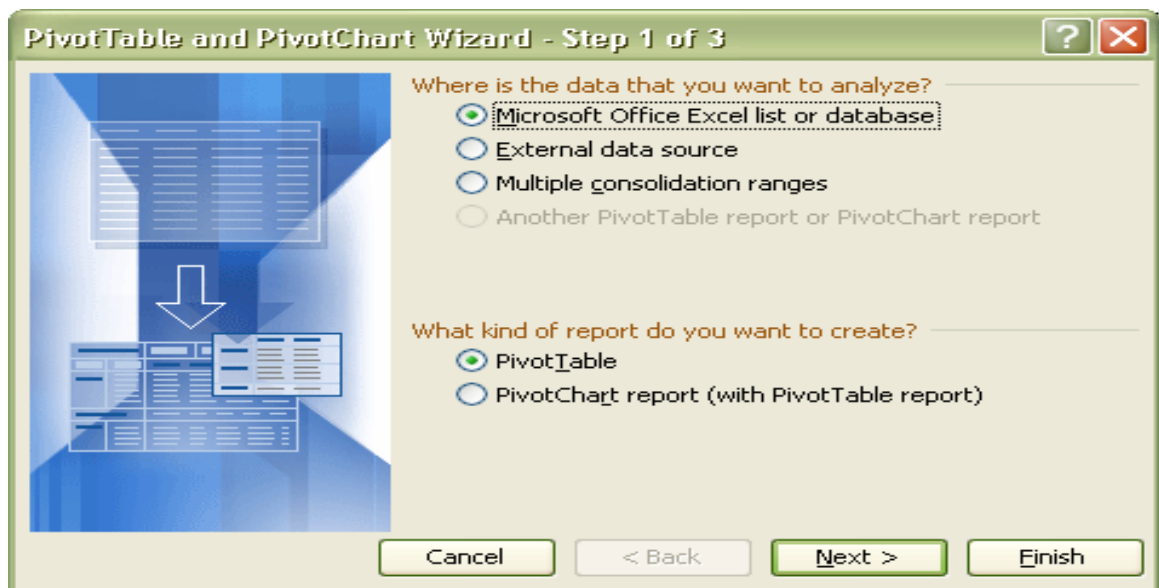 PivotTable and PivotChart Wizard - Step 1 of 3
?
Where is the data that you want to analyze?
Microsoft Office Excel list or database
External data source
Multiple consolidation ranges
Another PivotTable report or PivotChart report
What kind of report do you want to create?
PivotTable
PivotChart report (with PivotTable report)
Cancel < Back Next > Finish